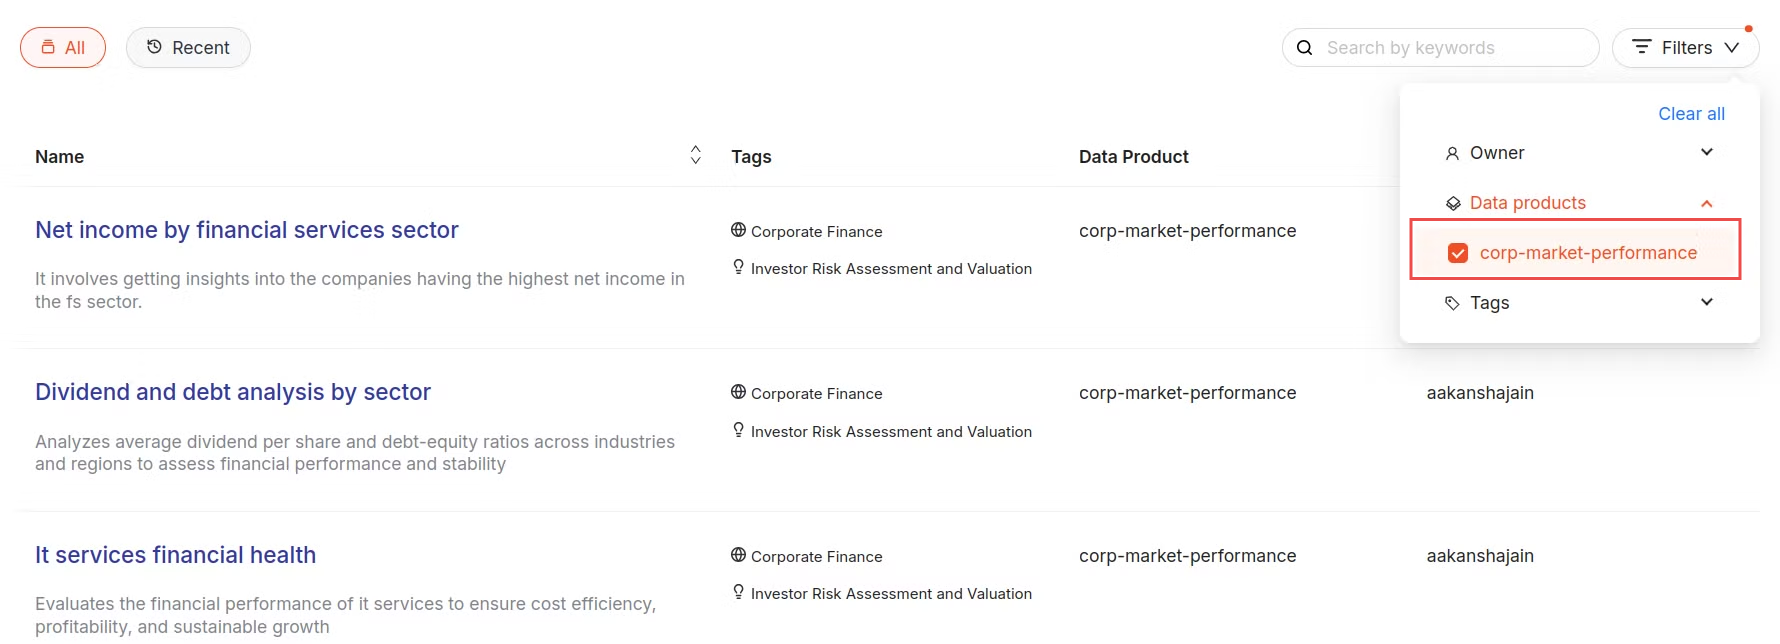 All
Recent
Search by keywords
Filters
Clear all
Owner
Data products
corp-market-performance
Tags
Name
Tags
Data Product
Net income by financial services sector
It involves getting insights into the companies having the highest net income in
the fs sector.
Corporate Finance
Investor Risk Assessment and Valuation
corp-market-performance
Dividend and debt analysis by sector
Analyzes average dividend per share and debt-equity ratios across industries
and regions to assess financial performance and stability
Corporate Finance
Investor Risk Assessment and Valuation
corp-market-performance
aakanshajain
It services financial health
Evaluates the financial performance of it services to ensure cost efficiency,
profitability, and sustainable growth
Corporate Finance
Investor Risk Assessment and Valuation
corp-market-performance
aakanshajain